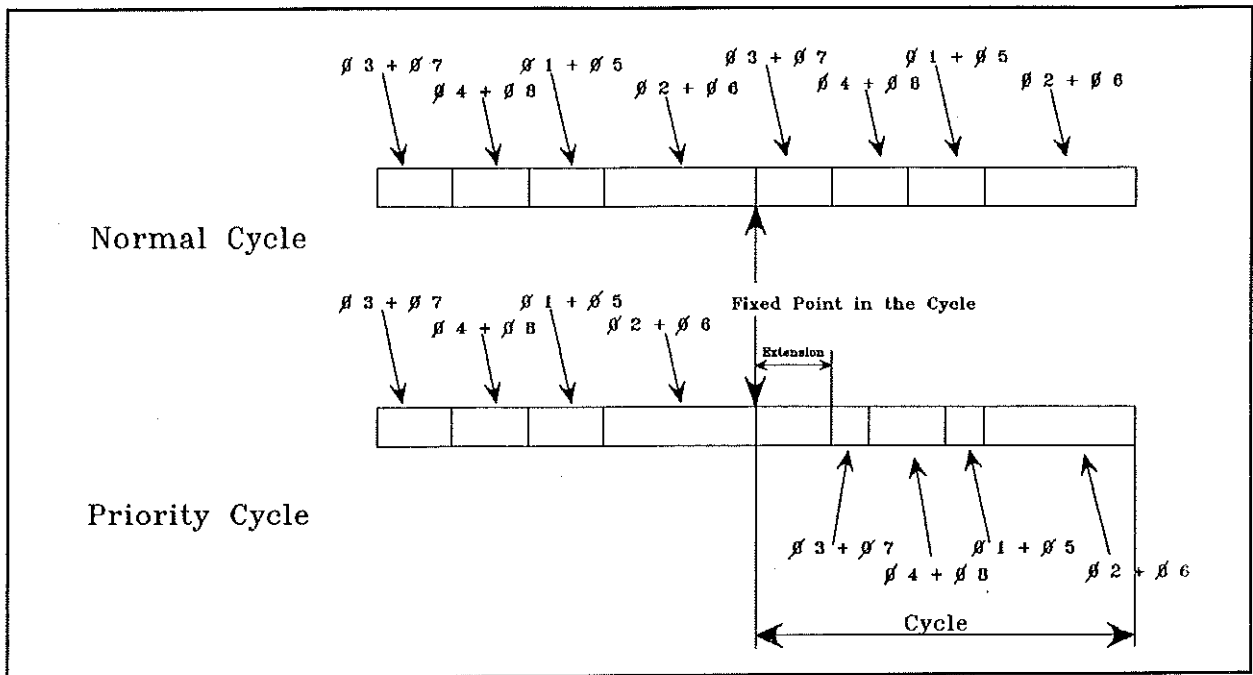 Ø 3 + Ø 7
Ø 4 + Ø 8
Ø 1 + Ø 5
Ø 2 + Ø 6
Ø 3 + Ø 7
Ø 4 + Ø 8
Ø 1 + Ø 5
Ø 2 + Ø 6
Normal Cycle
Fixed Point in the Cycle
Ø 3 + Ø 7
Ø 4 + Ø 8
Ø 1 + Ø 5
Ø 2 + Ø 6
Extension
Priority Cycle
Ø 3 + Ø 7
Ø 4 + Ø 8
Ø 1 + Ø 5
Ø 2 + Ø 6
Cycle